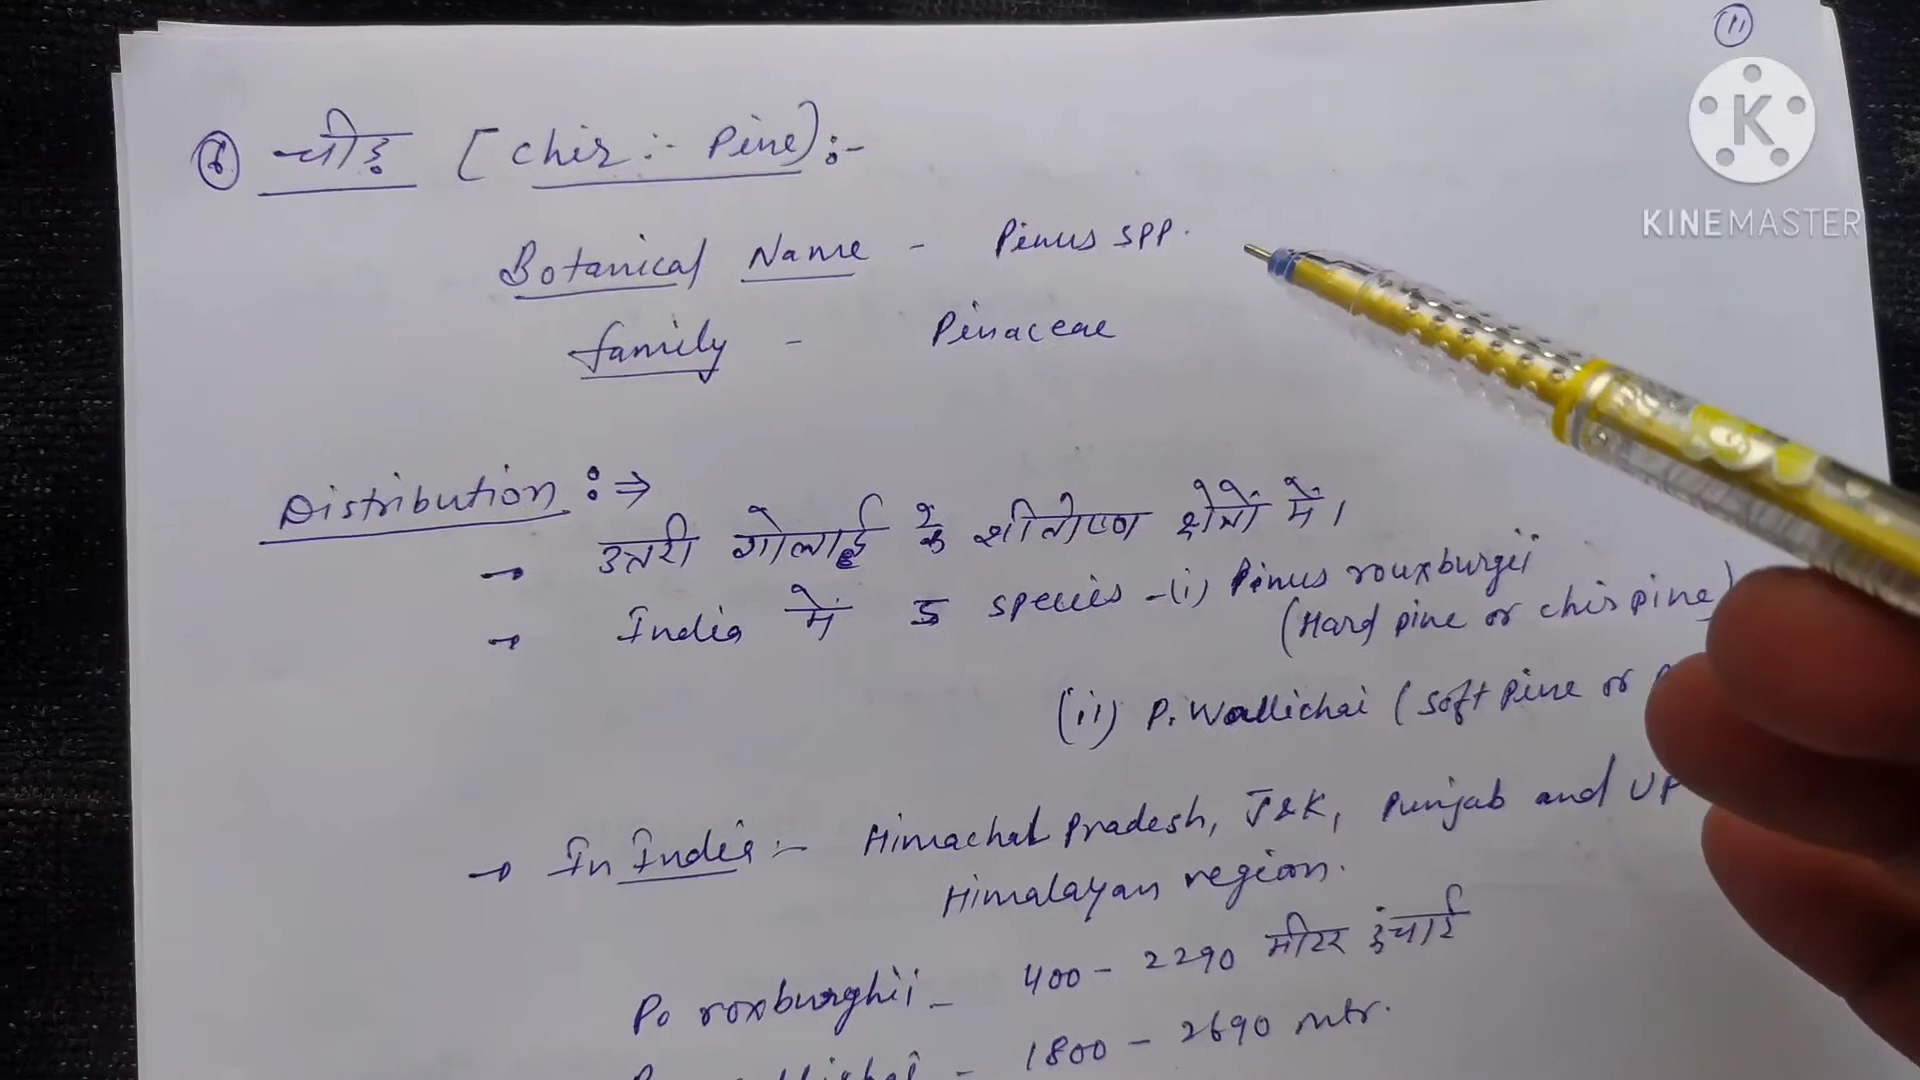 11
K
KINEMASTER
⑥ चीड़ [Chir :- Pine) :-
Botanical Name - Pinus spp.
family - Pinaceae
Distribution :⇒
→ उत्तरी गोलार्द्ध के शीतोष्ण क्षेत्रों में।
→ India में 5 species -(i) Pinus rouxburgii
(Hard pine or chir pine)
(ii) P. Wallichai (soft pine or
→ In India :- Himachal Pradesh, J&K, Punjab and UP
Himalayan region.
Po roxburghii - 400 - 2290 मीटर ऊंचाई
- 1800 - 2690 mtr.